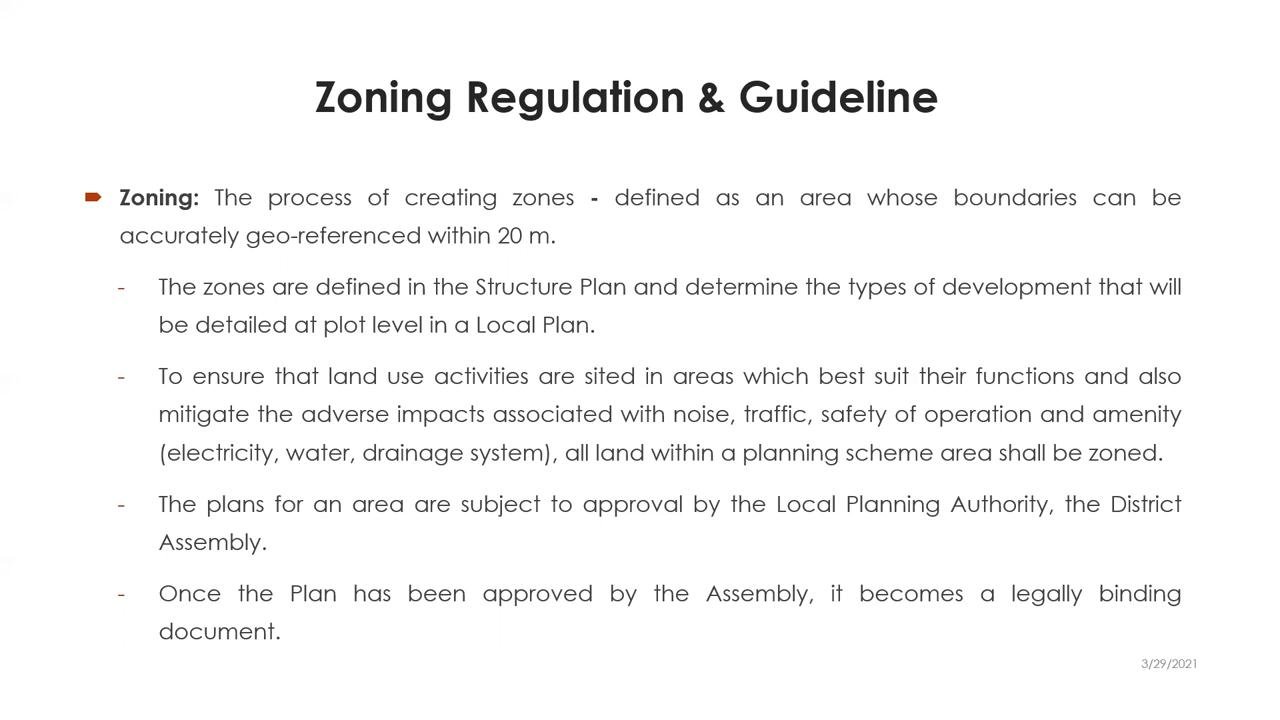 Zoning Regulation & Guideline
Zoning: The process of creating zones - defined as an area whose boundaries can be
accurately geo-referenced within 20 m.
- The zones are defined in the Structure Plan and determine the types of development that will
be detailed at plot level in a Local Plan.
- To ensure that land use activities are sited in areas which best suit their functions and also
mitigate the adverse impacts associated with noise, traffic, safety of operation and amenity
(electricity, water, drainage system), all land within a planning scheme area shall be zoned.
- The plans for an area are subject to approval by the Local Planning Authority, the District
Assembly.
- Once the Plan has been approved by the Assembly, it becomes a legally binding
document.
3/29/2021